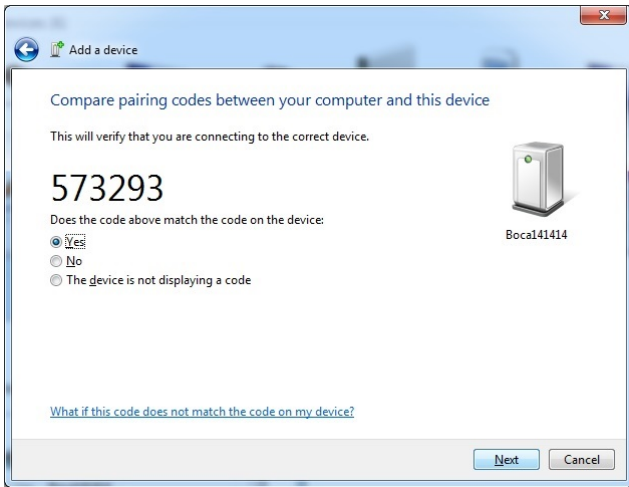 Add a device
Compare pairing codes between your computer and this device
This will verify that you are connecting to the correct device.
573293
Does the code above match the code on the device:
Boca141414
Yes
No
The device is not displaying a code
What if this code does not match the code on my device?
Next Cancel